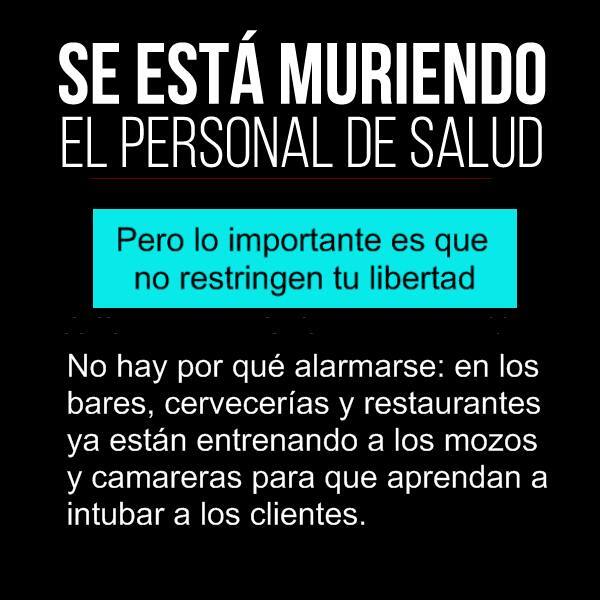 SE ESTÁ MURIENDO
EL PERSONAL DE SALUD
Pero lo importante es que
no restringen tu libertad
No hay por qué alarmarse: en los
bares, cervecerías y restaurantes
ya están entrenando a los mozos
y camareras para que aprendan a
intubar a los clientes.